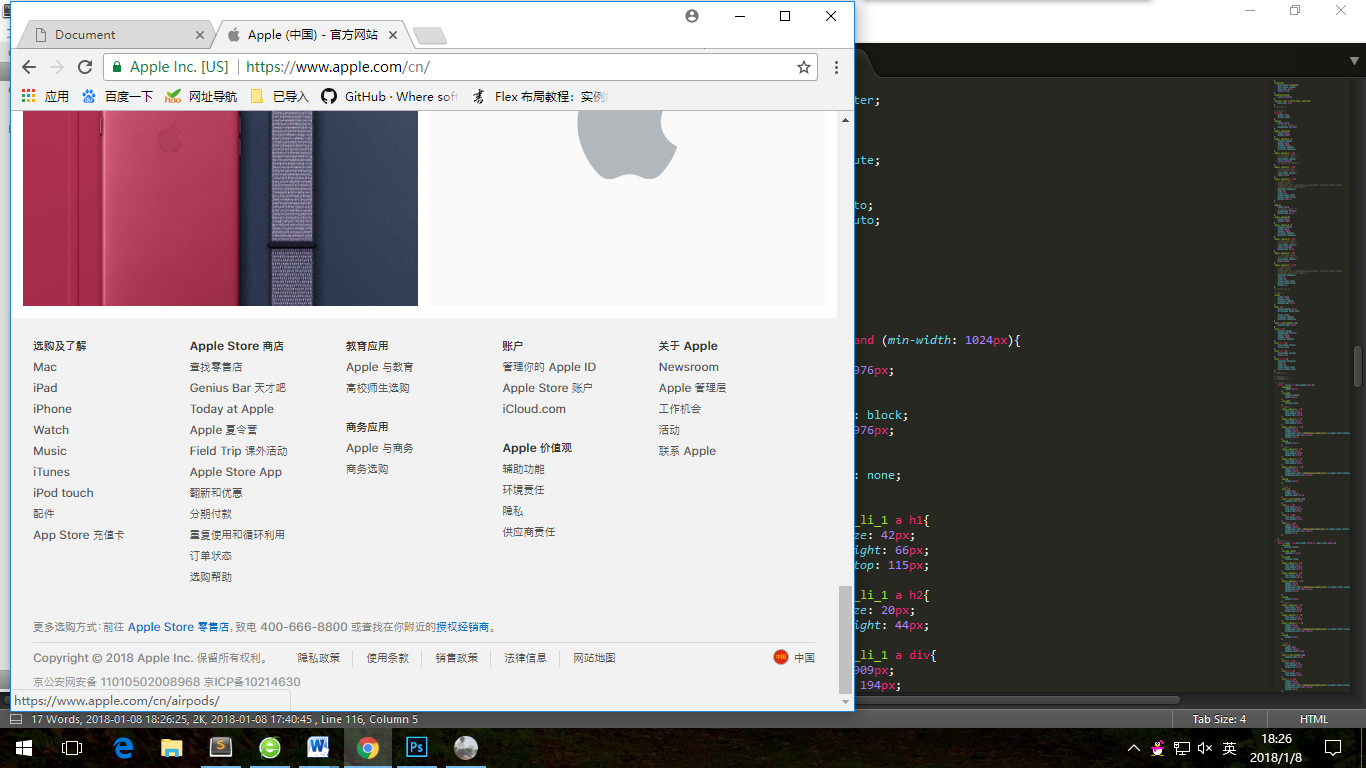 Document
Apple (中国) - 官方网站
Apple Inc. [US]
https://www.apple.com/cn/
应用
百度一下
网址导航
已导入
GitHub · Where soft
Flex 布局教程：实例
选购及了解
Mac
iPad
iPhone
Watch
Music
iTunes
iPod touch
配件
App Store 充值卡
Apple Store 商店
查找零售店
Genius Bar 天才吧
Today at Apple
Apple 夏令营
Field Trip 课外活动
Apple Store App
翻新和优惠
分期付款
重复使用和循环利用
订单状态
选购帮助
教育应用
Apple 与教育
高校师生选购
商务应用
Apple 与商务
商务选购
账户
管理你的 Apple ID
Apple Store 账户
iCloud.com
Apple 价值观
辅助功能
环境责任
隐私
供应商责任
关于 Apple
Newsroom
Apple 管理层
工作机会
活动
联系 Apple
更多选购方式：前往 Apple Store 零售店，致电 400-666-8800 或查找在你附近的授权经销商。
Copyright © 2018 Apple Inc. 保留所有权利。
隐私政策
使用条款
销售政策
法律信息
网站地图
中国
京公安网安备 11010502008968 京ICP备10214630
https://www.apple.com/cn/airpods/
ter;
ute;
to;
uto;
and (min-width: 1024px){
976px;
: block;
976px;
: none;
_li_1 a h1{
ze: 42px;
ight: 66px;
top: 115px;
_li_1 a h2{
ze: 20px;
ight: 44px;
_li_1 a div{
909px;
: 194px;
17 Words, 2018-01-08 18:26:25, 2K, 2018-01-08 17:40:45 , Line 116, Column 5
Tab Size: 4
HTML
英
18:26
2018/1/8